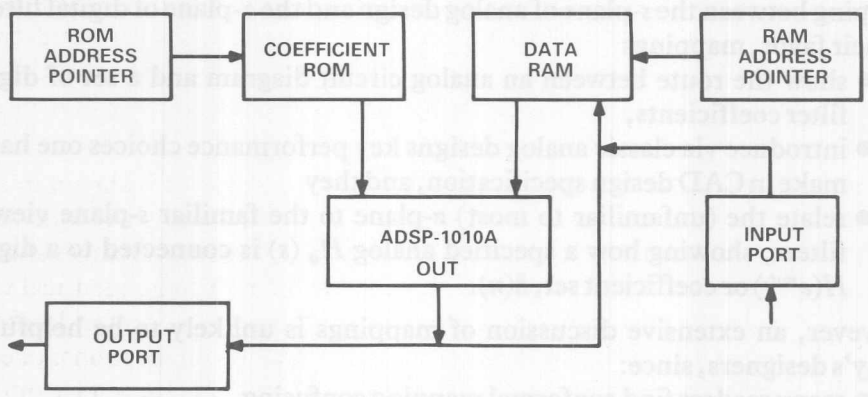 ROM
ADDRESS
POINTER
COEFFICIENT
ROM
DATA
RAM
RAM
ADDRESS
POINTER
ADSP-1010A
OUT
INPUT
PORT
OUTPUT
PORT